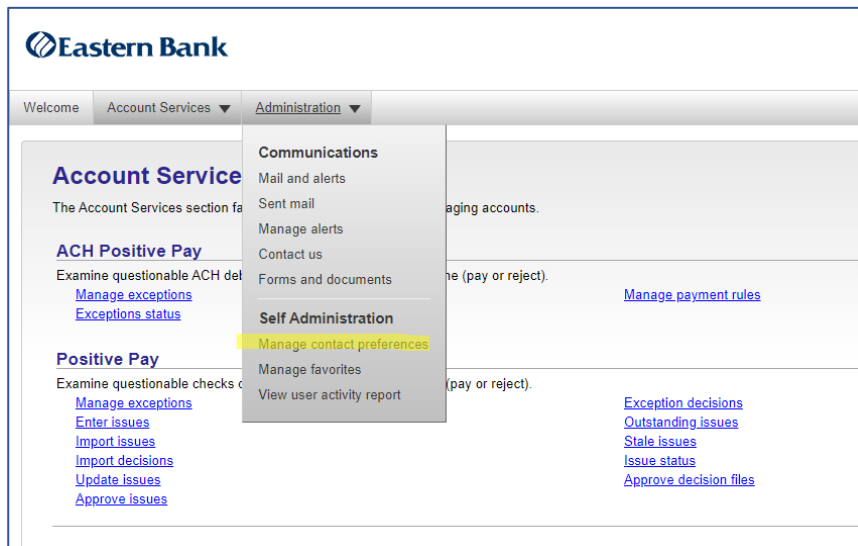 Eastern Bank
Welcome Account Services Administration
Communications
Mail and alerts
Sent mail
Manage alerts
Contact us
Forms and documents
Self Administration
Manage contact preferences
Manage favorites
View user activity report
Account Service
The Account Services section fa aging accounts.
ACH Positive Pay
Examine questionable ACH deb ne (pay or reject).
Manage exceptions Manage payment rules
Exceptions status
Positive Pay
Examine questionable checks c (pay or reject).
Manage exceptions Exception decisions
Enter issues Outstanding issues
Import issues Stale issues
Import decisions Issue status
Update issues Approve decision files
Approve issues